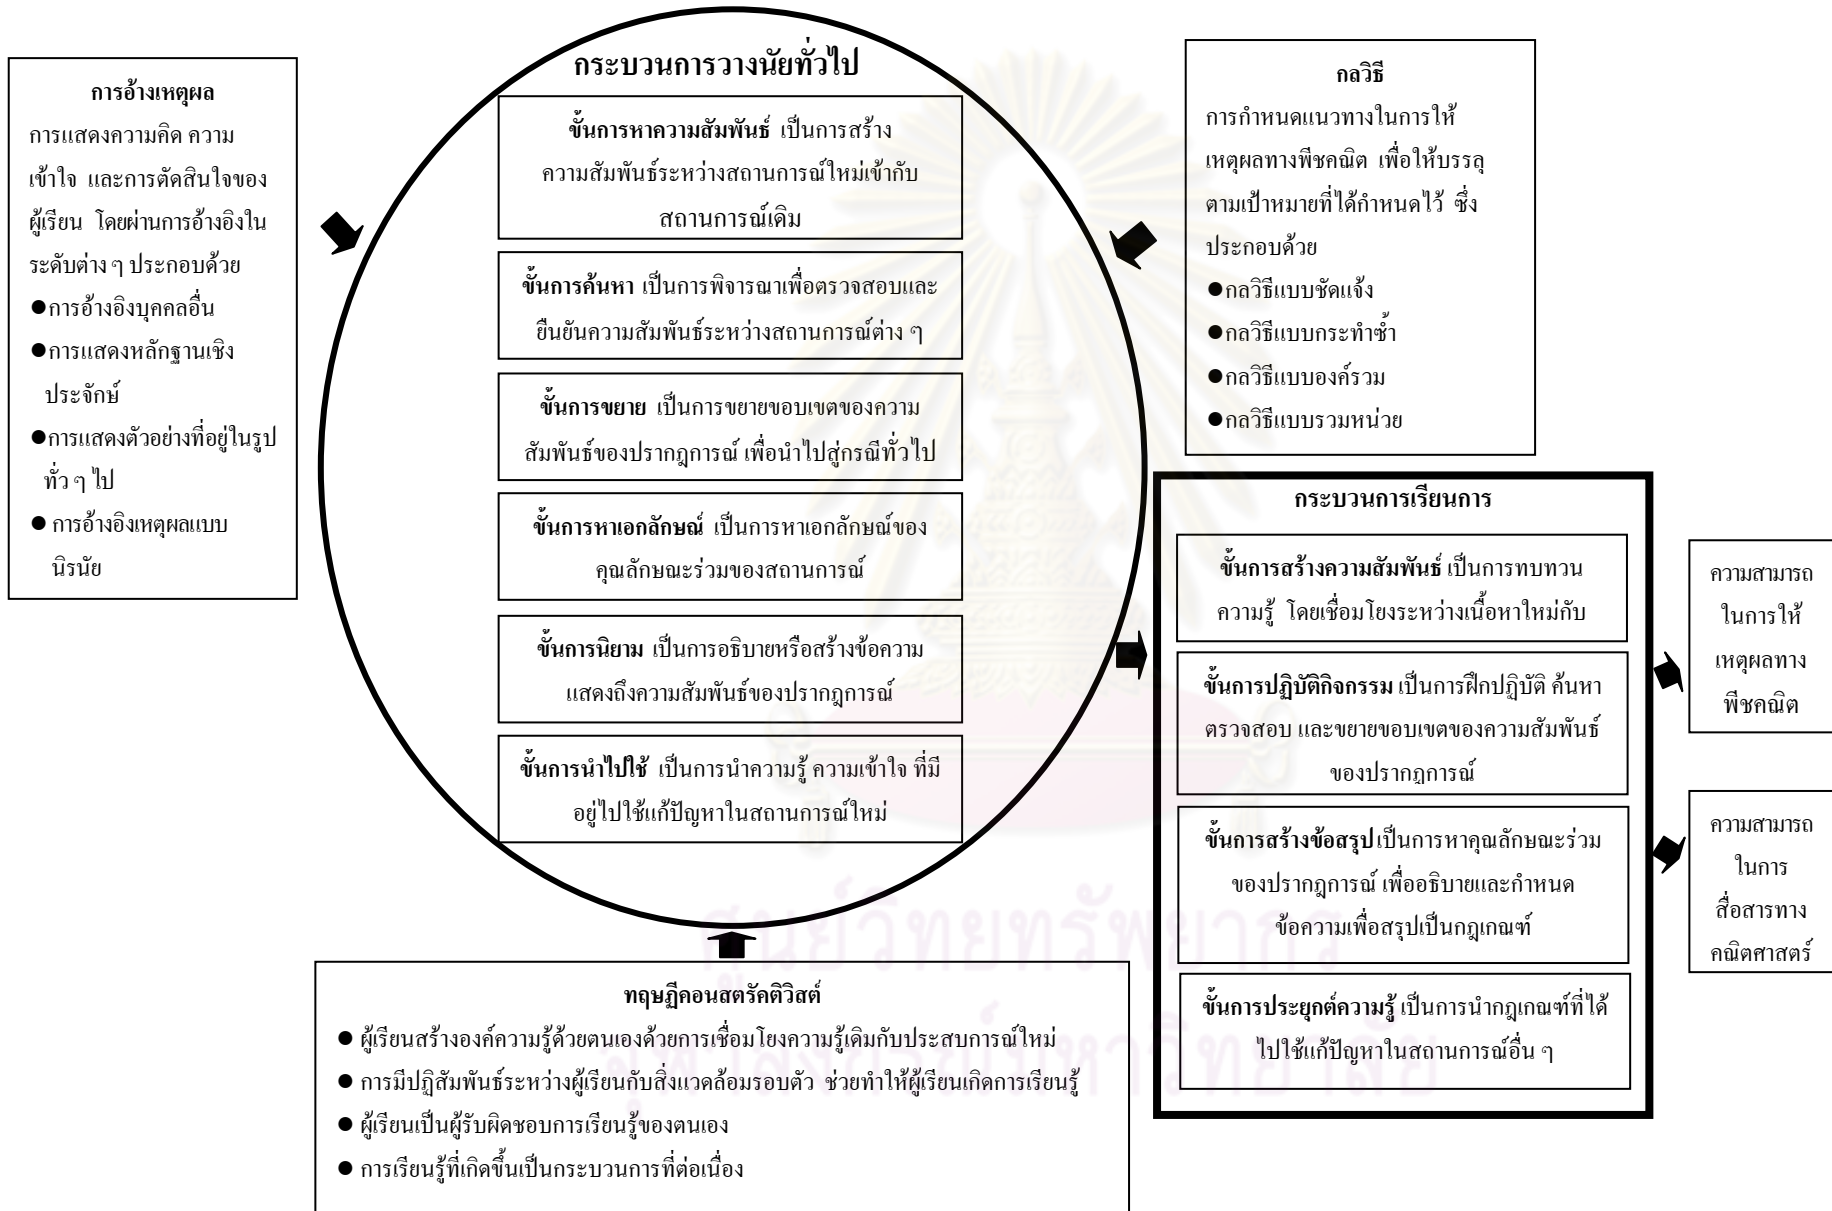 การอ้างเหตุผล
การแสดงความคิด ความ
เข้าใจ และการตัดสินใจของ
ผู้เรียน โดยผ่านการอ้างอิงใน
ระดับต่าง ๆ ประกอบด้วย
●การอ้างอิงบุคคลอื่น
●การแสดงหลักฐานเชิง
ประจักษ์
●การแสดงตัวอย่างที่อยู่ในรูป
ทั่ว ๆ ไป
● การอ้างอิงเหตุผลแบบ
นิรนัย
กระบวนการวางนัยทั่วไป
ขั้นการหาความสัมพันธ์ เป็นการสร้าง
ความสัมพันธ์ระหว่างสถานการณ์ใหม่เข้ากับ
สถานการณ์เดิม
ขั้นการค้นหา เป็นการพิจารณาเพื่อตรวจสอบและ
ยืนยันความสัมพันธ์ระหว่างสถานการณ์ต่าง ๆ
ขั้นการขยาย เป็นการขยายขอบเขตของความ
สัมพันธ์ของปรากฎการณ์ เพื่อนำไปสู่กรณีทั่วไป
ขั้นการหาเอกลักษณ์ เป็นการหาเอกลักษณ์ของ
คุณลักษณะร่วมของสถานการณ์
ขั้นการนิยาม เป็นการอธิบายหรือสร้างข้อความ
แสดงถึงความสัมพันธ์ของปรากฎการณ์
ขั้นการนำไปใช้ เป็นการนำความรู้ ความเข้าใจ ที่มี
อยู่ไปใช้แก้ปัญหาในสถานการณ์ใหม่
กลวิธี
การกำหนดแนวทางในการให้
เหตุผลทางพีชคณิต เพื่อให้บรรลุ
ตามเป้าหมายที่ได้กำหนดไว้ ซึ่ง
ประกอบด้วย
●กลวิธีแบบชัดแจ้ง
●กลวิธีแบบกระทำซ้ำ
●กลวิธีแบบองค์รวม
●กลวิธีแบบรวมหน่วย
กระบวนการเรียนการ
ขั้นการสร้างความสัมพันธ์ เป็นการทบทวน
ความรู้ โดยเชื่อมโยงระหว่างเนื้อหาใหม่กับ
ขั้นการปฏิบัติกิจกรรม เป็นการฝึกปฏิบัติ ค้นหา
ตรวจสอบ และขยายขอบเขตของความสัมพันธ์
ของปรากฎการณ์
ขั้นการสร้างข้อสรุป เป็นการหาคุณลักษณะร่วม
ของปรากฎการณ์ เพื่ออธิบายและกำหนด
ข้อความเพื่อสรุปเป็นกฎเกณฑ์
ขั้นการประยุกต์ความรู้ เป็นการนำกฎเกณฑ์ที่ได้
ไปใช้แก้ปัญหาในสถานการณ์อื่น ๆ
ความสามารถ
ในการให้
เหตุผลทาง
พีชคณิต
ความสามารถ
ในการ
สื่อสารทาง
คณิตศาสตร์
ทฤษฎีคอนสตรัคติวิสต์
● ผู้เรียนสร้างองค์ความรู้ด้วยตนเองด้วยการเชื่อมโยงความรู้เดิมกับประสบการณ์ใหม่
● การมีปฏิสัมพันธ์ระหว่างผู้เรียนกับสิ่งแวดล้อมรอบตัว ช่วยทำให้ผู้เรียนเกิดการเรียนรู้
● ผู้เรียนเป็นผู้รับผิดชอบการเรียนรู้ของตนเอง
● การเรียนรู้ที่เกิดขึ้นเป็นกระบวนการที่ต่อเนื่อง
ศูนย์วิทยทรัพยากร
จุฬาลงกรณ์มหาวิทยาลัย